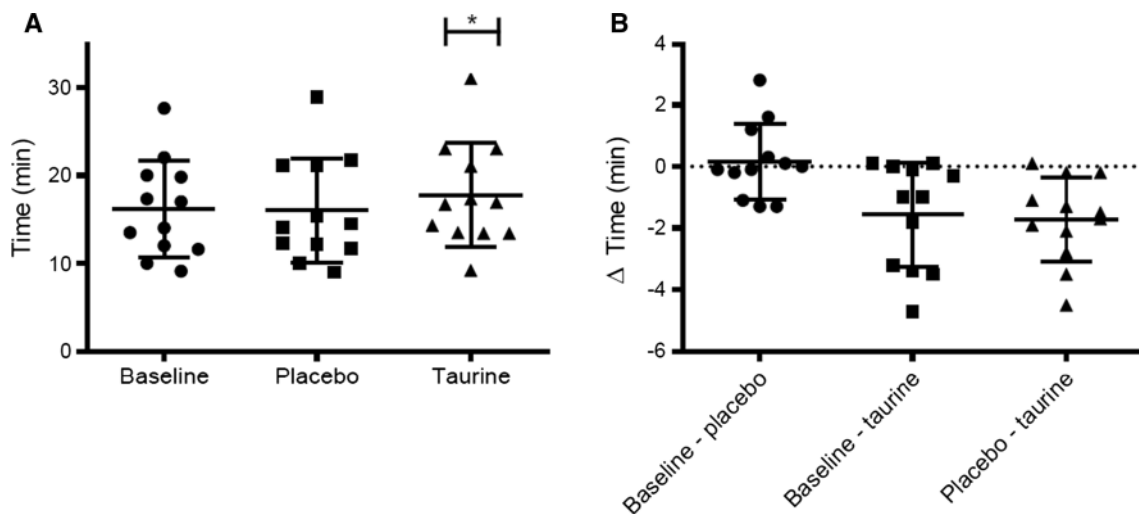 A
*
Time (min)
30
20
10
0
Baseline
Placebo
Taurine
B
Δ Time (min)
4
2
0
-2
-4
-6
Baseline - placebo
Baseline - taurine
Placebo - taurine